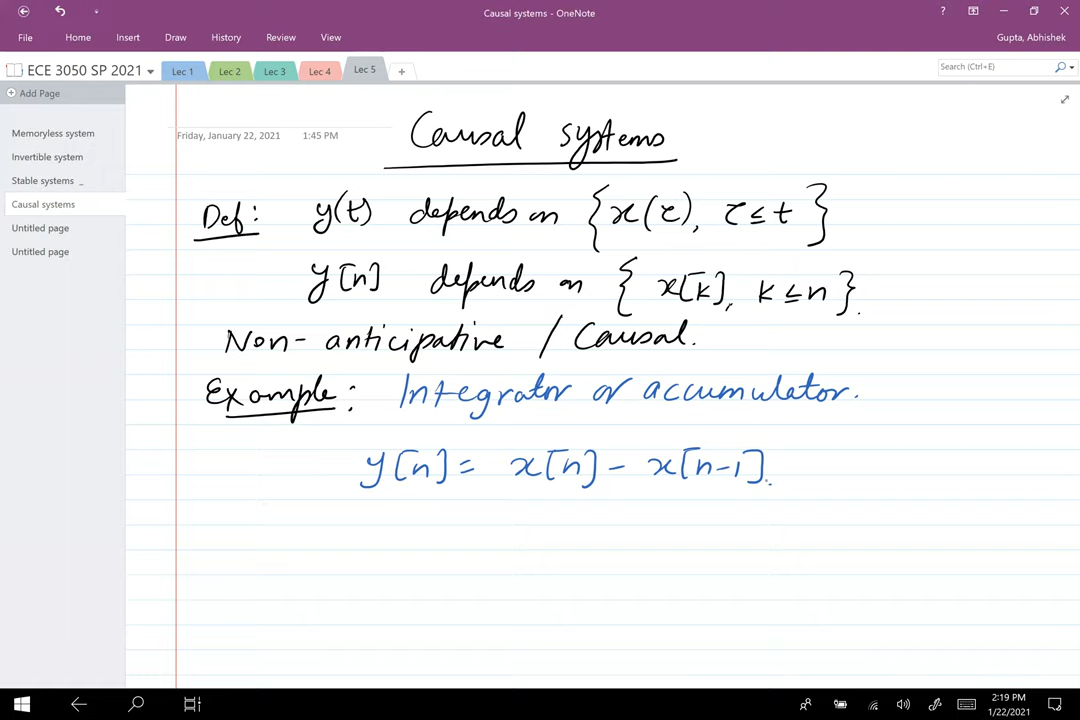 Causal systems - OneNote
?
File Home Insert Draw History Review View
Gupta, Abhishek
ECE 3050 SP 2021
Lec 1 Lec 2 Lec 3 Lec 4 Lec 5 +
Search (Ctrl+E)
Add Page
Memoryless system
Invertible system
Stable systems _
Causal systems
Untitled page
Untitled page
Friday, January 22, 2021 1:45 PM
Causal systems
Def: y(t) depends on {x(τ), τ≤t}
y[n] depends on {x[k], k≤n}.
Non-anticipative / Causal.
Example: Integrator or accumulator.
y[n] = x[n] - x[n-1].
2:19 PM
1/22/2021